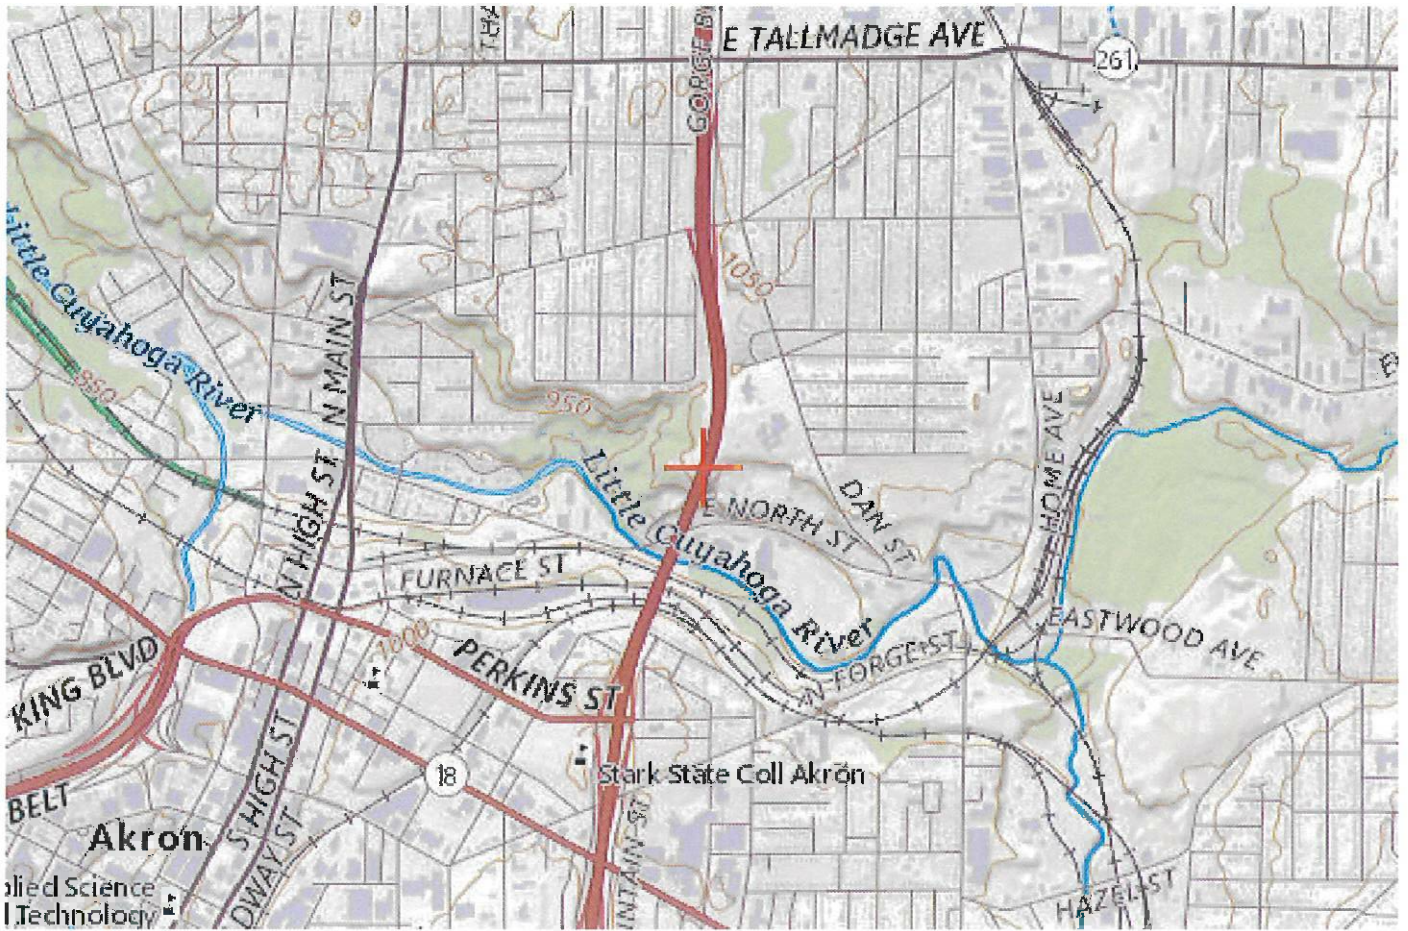 E TALLMADGE AVE
261
GORGE B
1050
Little Cuyahoga River
N MAIN ST
850
950
HOME AVE
N HIGH ST
Little Cuyahoga River
E NORTH ST
DAN ST
FURNACE ST
EASTWOOD AVE
1000
PERKINS ST
N FORGE ST
KING BLVD
18
Stark State Coll Akron
S HIGH ST
BELT
Akron
DWAY ST
plied Science
l Technology
HAZEL ST